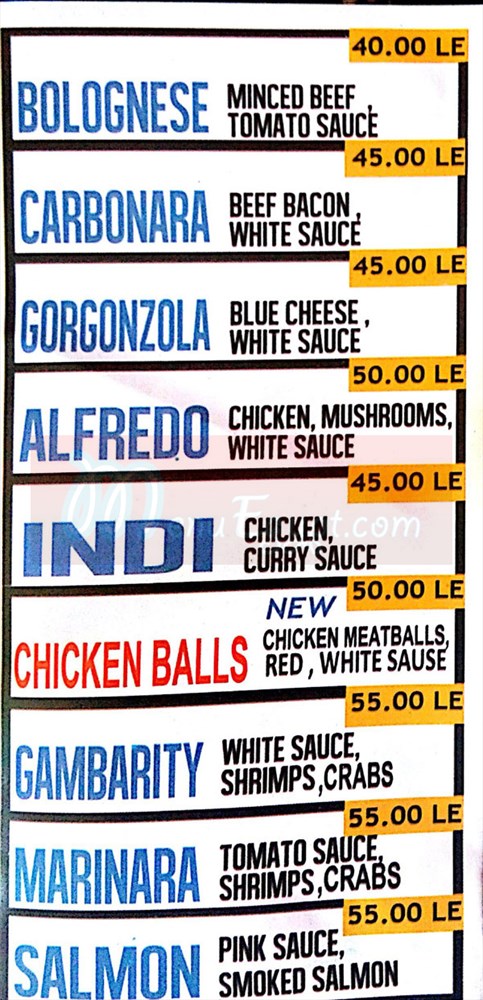 40.00 LE
BOLOGNESE MINCED BEEF ,
TOMATO SAUCE
45.00 LE
CARBONARA BEEF BACON ,
WHITE SAUCE
45.00 LE
GORGONZOLA BLUE CHEESE ,
WHITE SAUCE
50.00 LE
ALFREDO CHICKEN, MUSHROOMS,
WHITE SAUCE
45.00 LE
INDI CHICKEN,
CURRY SAUCE
50.00 LE
NEW
CHICKEN BALLS CHICKEN MEATBALLS,
RED , WHITE SAUSE
55.00 LE
GAMBARITY WHITE SAUCE,
SHRIMPS,CRABS
55.00 LE
MARINARA TOMATO SAUCE,
SHRIMPS,CRABS
55.00 LE
SALMON PINK SAUCE,
SMOKED SALMON